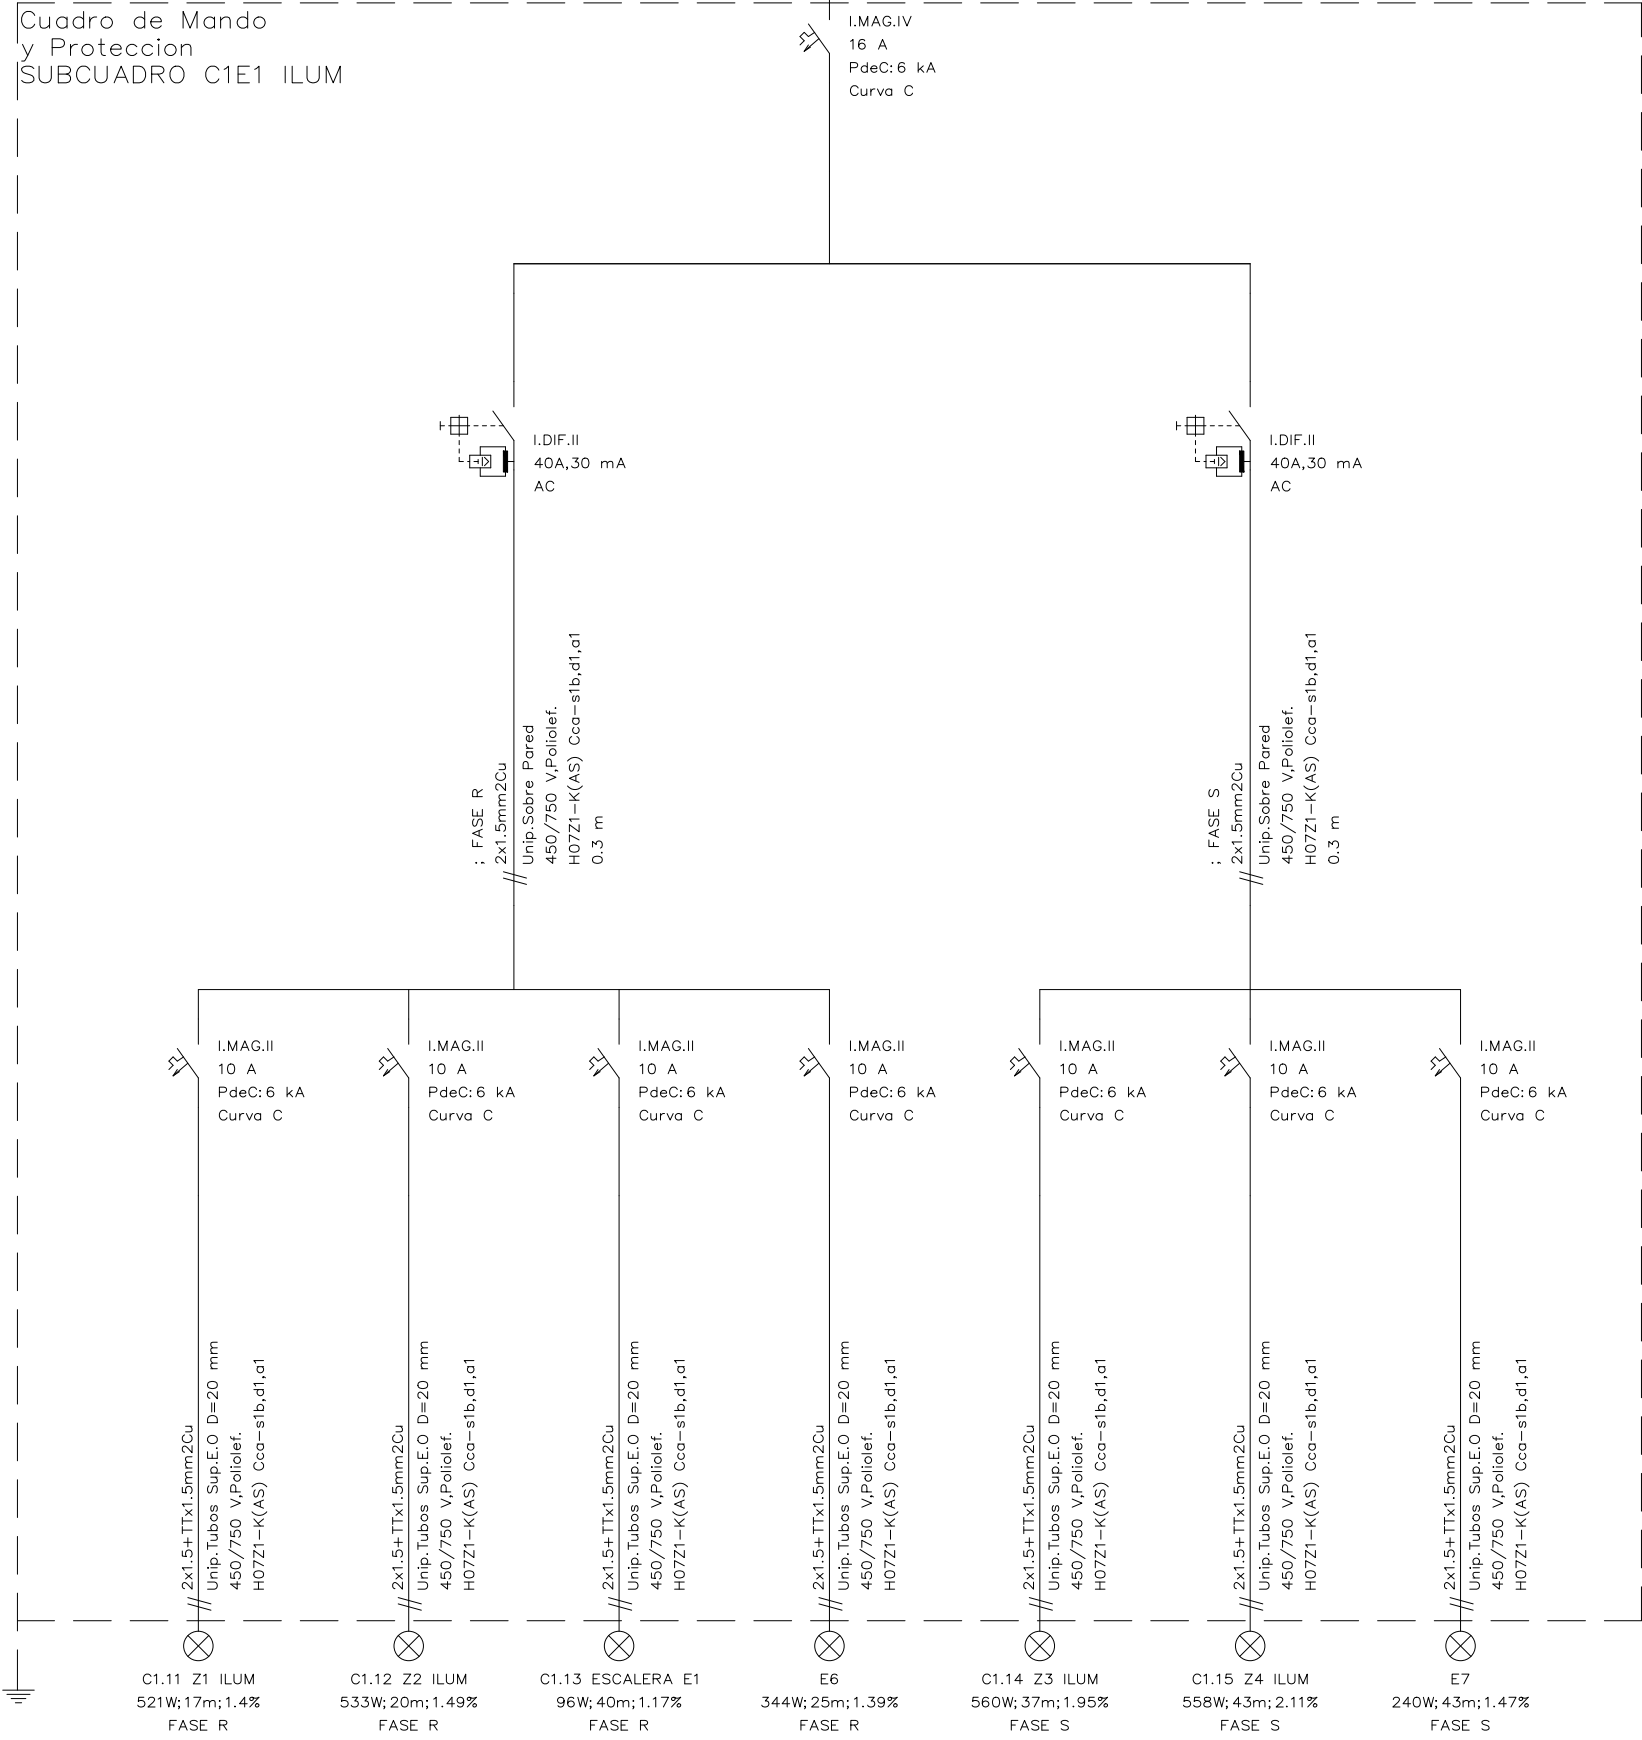 Cuadro de Mando
y Proteccion
SUBCUADRO C1E1 ILUM
I.MAG.IV
16 A
PdeC: 6 kA
Curva C
I.DIF.II
40A,30 mA
AC
I.DIF.II
40A,30 mA
AC
; FASE R
2x1.5mm2Cu
Unip.Sobre Pared
450/750 V,Poliolef.
H07Z1-K(AS) Cca-s1b,d1,a1
0.3 m
; FASE S
2x1.5mm2Cu
Unip.Sobre Pared
450/750 V,Poliolef.
H07Z1-K(AS) Cca-s1b,d1,a1
0.3 m
I.MAG.II
10 A
PdeC: 6 kA
Curva C
I.MAG.II
10 A
PdeC: 6 kA
Curva C
I.MAG.II
10 A
PdeC: 6 kA
Curva C
I.MAG.II
10 A
PdeC: 6 kA
Curva C
I.MAG.II
10 A
PdeC: 6 kA
Curva C
I.MAG.II
10 A
PdeC: 6 kA
Curva C
I.MAG.II
10 A
PdeC: 6 kA
Curva C
2x1.5+TTx1.5mm2Cu
Unip.Tubos Sup.E.O D=20 mm
450/750 V,Poliolef.
H07Z1-K(AS) Cca-s1b,d1,a1
2x1.5+TTx1.5mm2Cu
Unip.Tubos Sup.E.O D=20 mm
450/750 V,Poliolef.
H07Z1-K(AS) Cca-s1b,d1,a1
2x1.5+TTx1.5mm2Cu
Unip.Tubos Sup.E.O D=20 mm
450/750 V,Poliolef.
H07Z1-K(AS) Cca-s1b,d1,a1
2x1.5+TTx1.5mm2Cu
Unip.Tubos Sup.E.O D=20 mm
450/750 V,Poliolef.
H07Z1-K(AS) Cca-s1b,d1,a1
2x1.5+TTx1.5mm2Cu
Unip.Tubos Sup.E.O D=20 mm
450/750 V,Poliolef.
H07Z1-K(AS) Cca-s1b,d1,a1
2x1.5+TTx1.5mm2Cu
Unip.Tubos Sup.E.O D=20 mm
450/750 V,Poliolef.
H07Z1-K(AS) Cca-s1b,d1,a1
2x1.5+TTx1.5mm2Cu
Unip.Tubos Sup.E.O D=20 mm
450/750 V,Poliolef.
H07Z1-K(AS) Cca-s1b,d1,a1
C1.11 Z1 ILUM
521W;17m;1.4%
FASE R
C1.12 Z2 ILUM
533W;20m;1.49%
FASE R
C1.13 ESCALERA E1
96W;40m;1.17%
FASE R
E6
344W;25m;1.39%
FASE R
C1.14 Z3 ILUM
560W;37m;1.95%
FASE S
C1.15 Z4 ILUM
558W;43m;2.11%
FASE S
E7
240W;43m;1.47%
FASE S